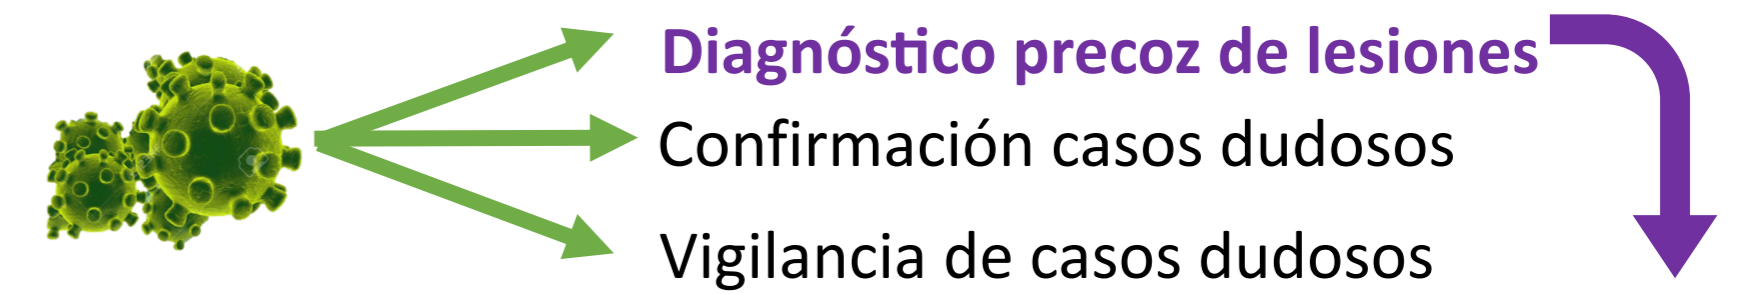 Diagnóstico precoz de lesiones
Confirmación casos dudosos
Vigilancia de casos dudosos